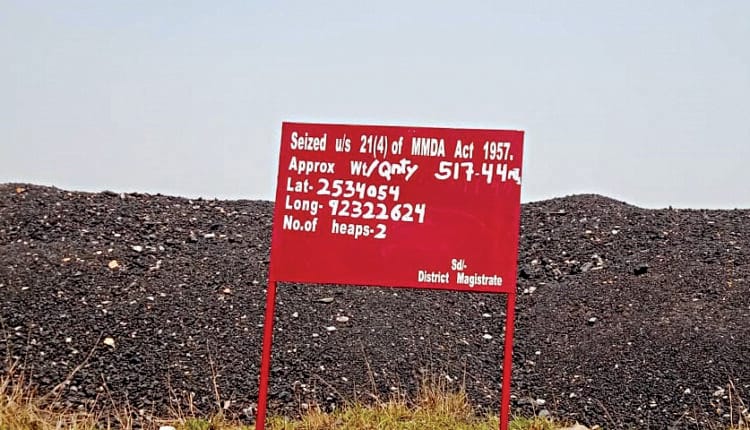 Seized u/s 21(4) of MMDA Act 1957.
Approx Wt/Qnty 517.44
Lat- 2534054
Long- 92322624
No.of heaps-2
Sd/-
District Magistrate